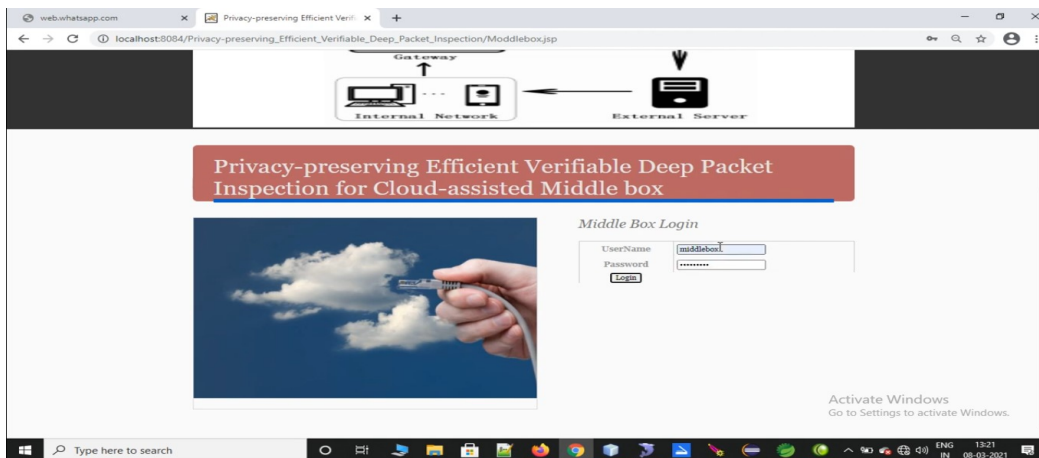 web.whatsapp.com
Privacy-preserving Efficient Verifi
localhost:8084/Privacy-preserving_Efficient_Verifiable_Deep_Packet_Inspection/Moddlebox.jsp
Gateway
Internal Network
External Server
Privacy-preserving Efficient Verifiable Deep Packet
Inspection for Cloud-assisted Middle box
Middle Box Login
UserName middlebox
Password •••••••••
Login
Activate Windows
Go to Settings to activate Windows.
Type here to search
ENG 13:21
IN 08-03-2021